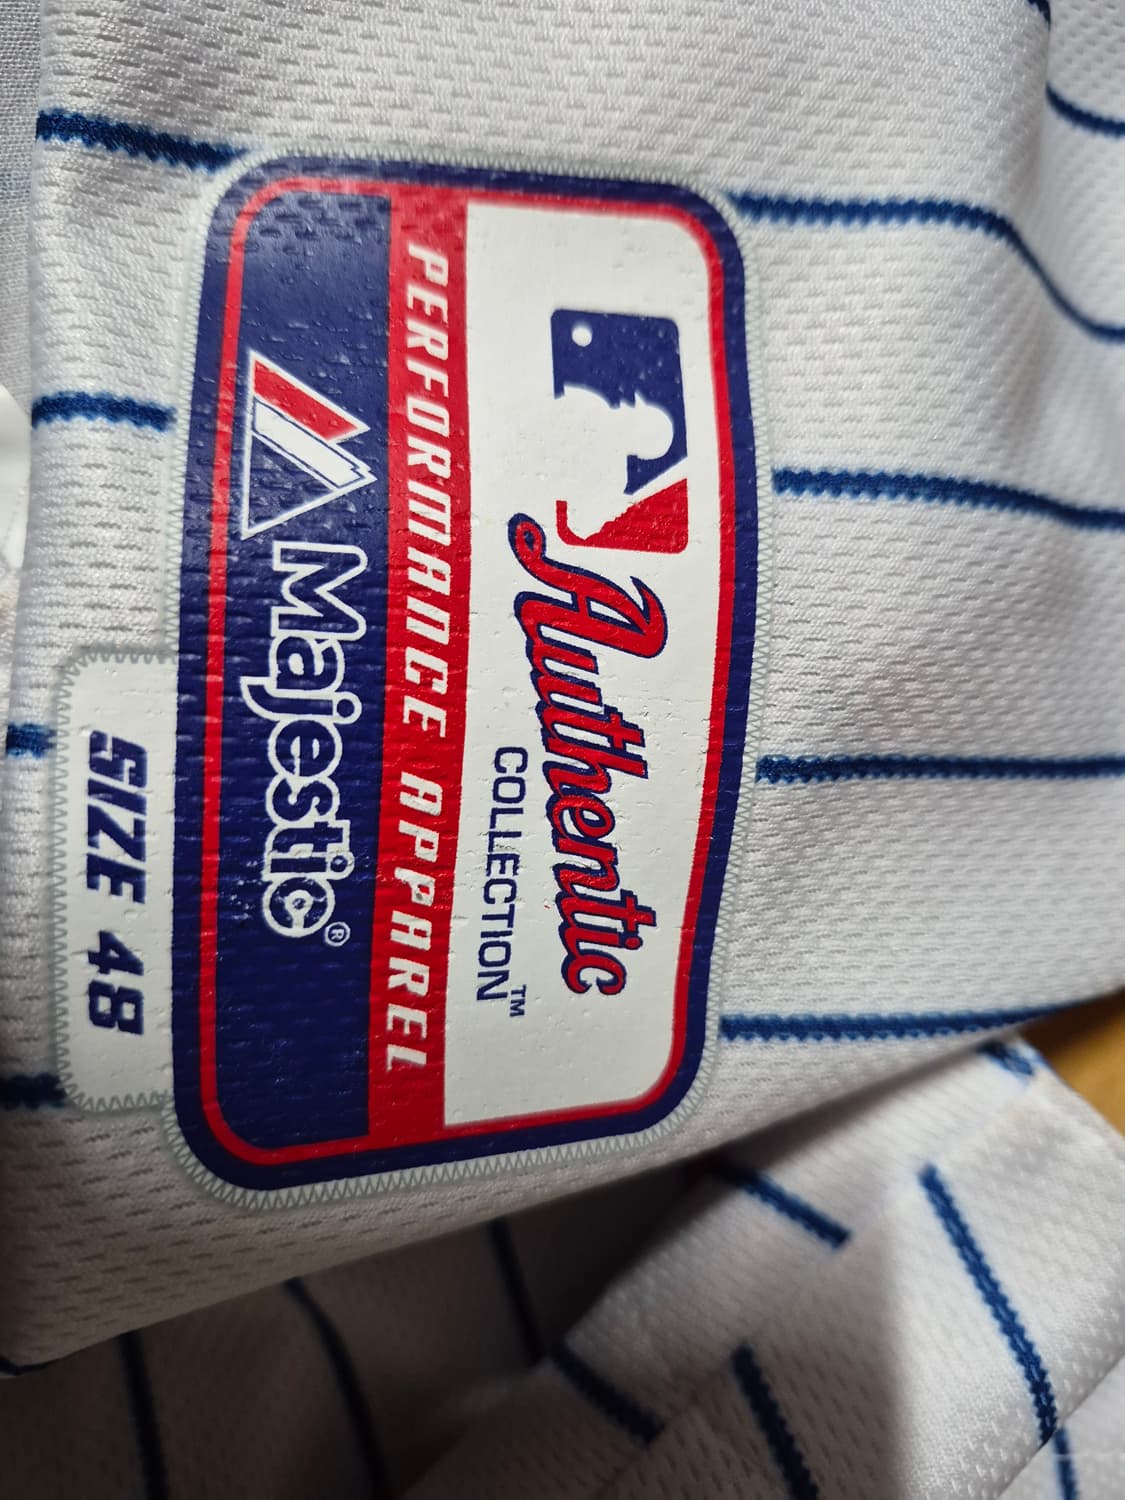 Authentic
COLLECTION™
PERFORMANCE APPAREL
Majestic®
SIZE 48